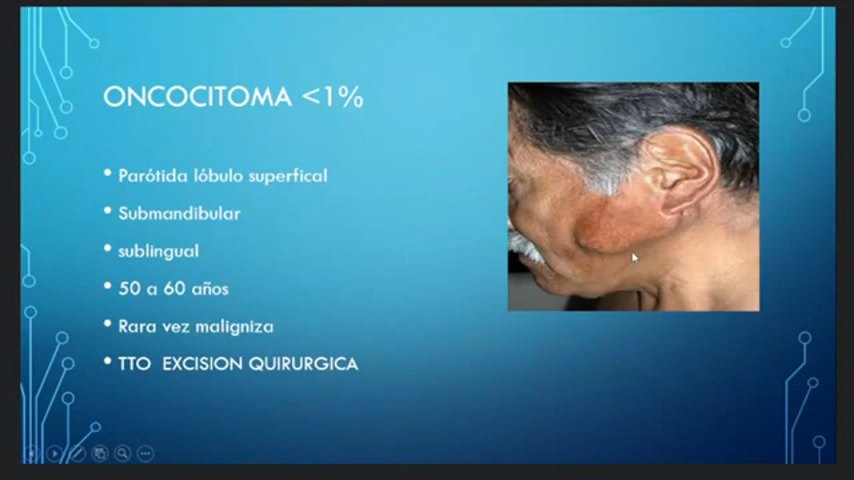 ONCOCITOMA <1%
• Parótida lóbulo superfical
• Submandibular
• sublingual
• 50 a 60 años
• Rara vez maligniza
• TTO EXCISION QUIRURGICA